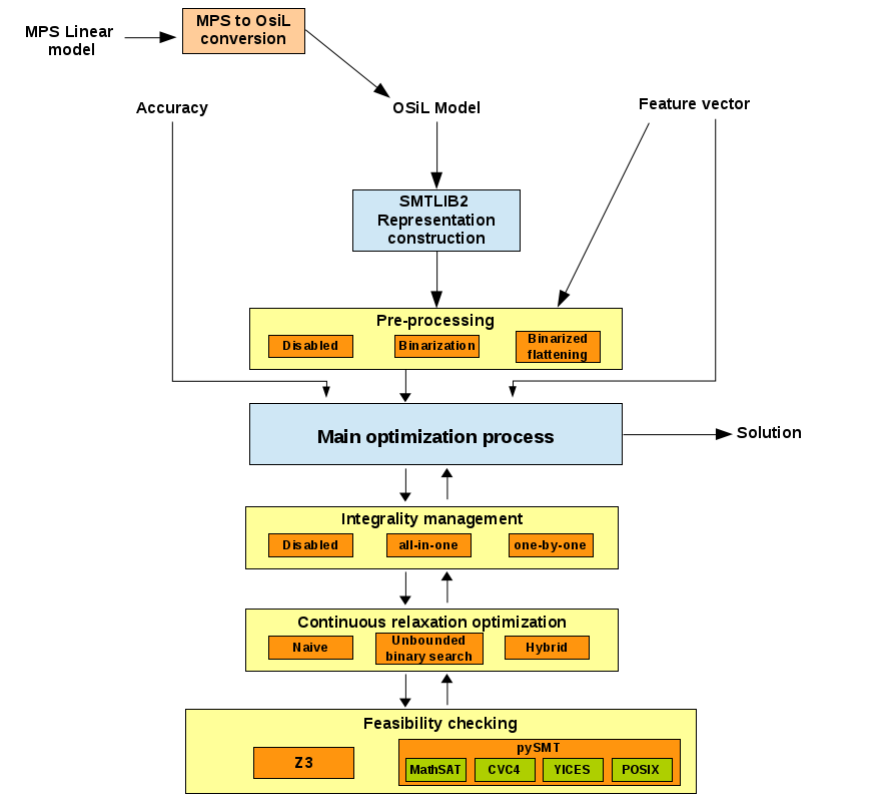 MPS Linear
model
MPS to OsiL
conversion
Accuracy
OSiL Model
Feature vector
SMTLIB2
Representation
construction
Pre-processing
Disabled
Binarization
Binarized
flattening
Main optimization process
Solution
Integrality management
Disabled
all-in-one
one-by-one
Continuous relaxation optimization
Naive
Unbounded
binary search
Hybrid
Feasibility checking
Z3
pySMT
MathSAT
CVC4
YICES
POSIX